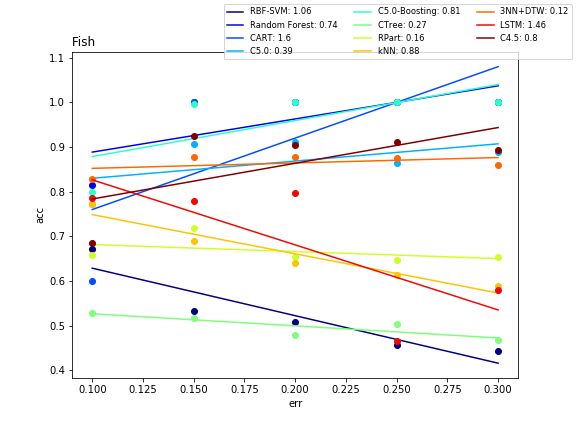 RBF-SVM: 1.06
Random Forest: 0.74
CART: 1.6
C5.0: 0.39
C5.0-Boosting: 0.81
CTree: 0.27
RPart: 0.16
kNN: 0.88
3NN+DTW: 0.12
LSTM: 1.46
C4.5: 0.8
Fish
1.1
1.0
0.9
0.8
0.7
0.6
0.5
0.4
acc
0.100 0.125 0.150 0.175 0.200 0.225 0.250 0.275 0.300
err